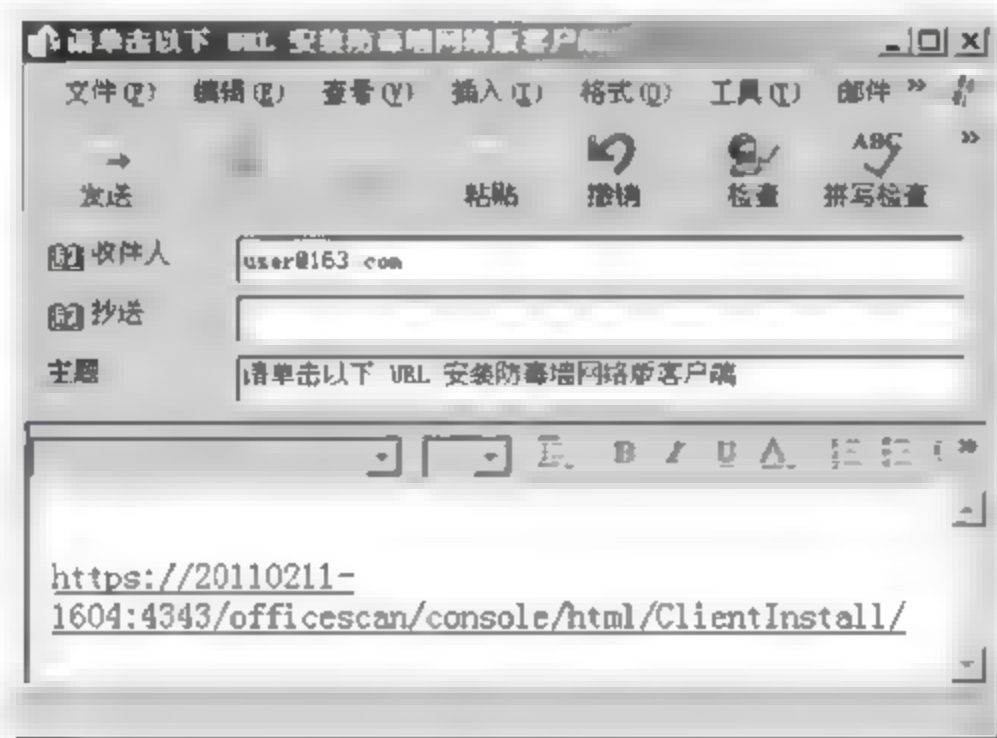 请单击以下 URL 安装防毒墙网络版客户端
文件(F) 编辑(E) 查看(V) 插入(I) 格式(O) 工具(T) 邮件 »
发送 粘贴 撤销 检查 拼写检查 »
收件人 user@163.com
抄送
主题 请单击以下 URL 安装防毒墙网络版客户端
B I U A »
https://20110211-
1604:4343/officescan/console/html/ClientInstall/